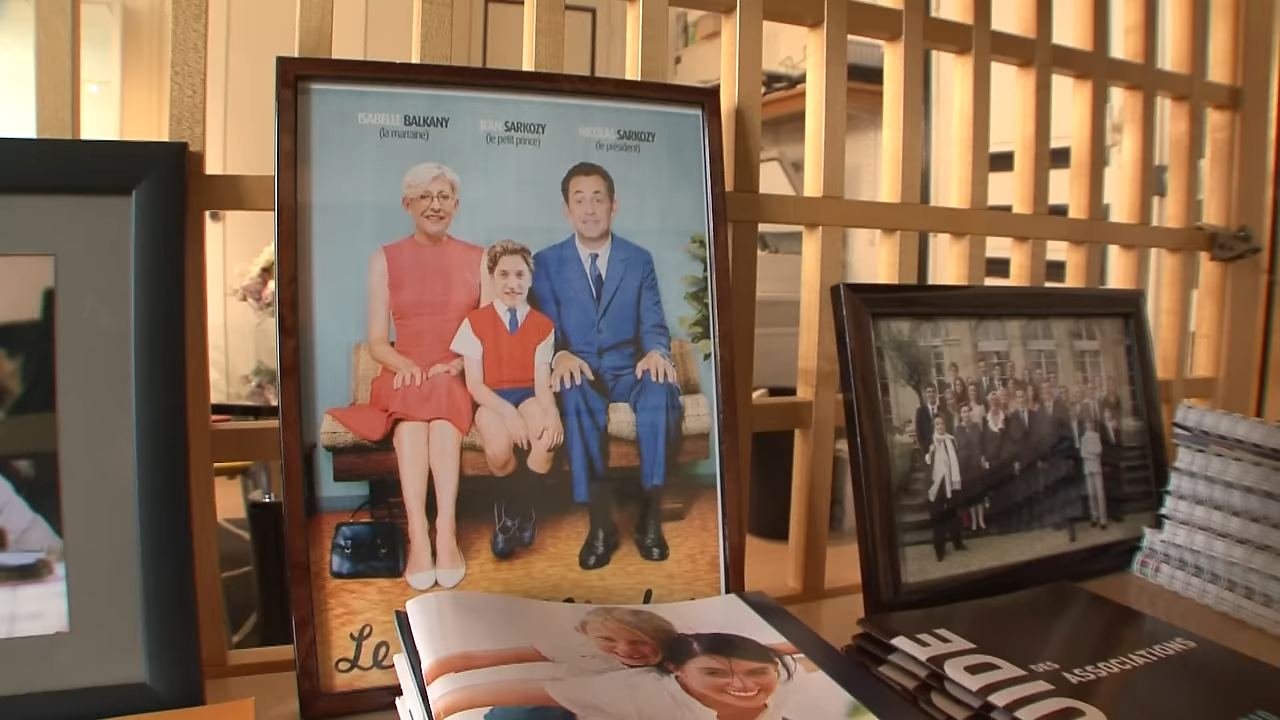 ISABELLE BALKANY
(la marraine)
JEAN SARKOZY
(le petit prince)
NICOLAS SARKOZY
(le président)
Le
DES
ASSOCIATIONS